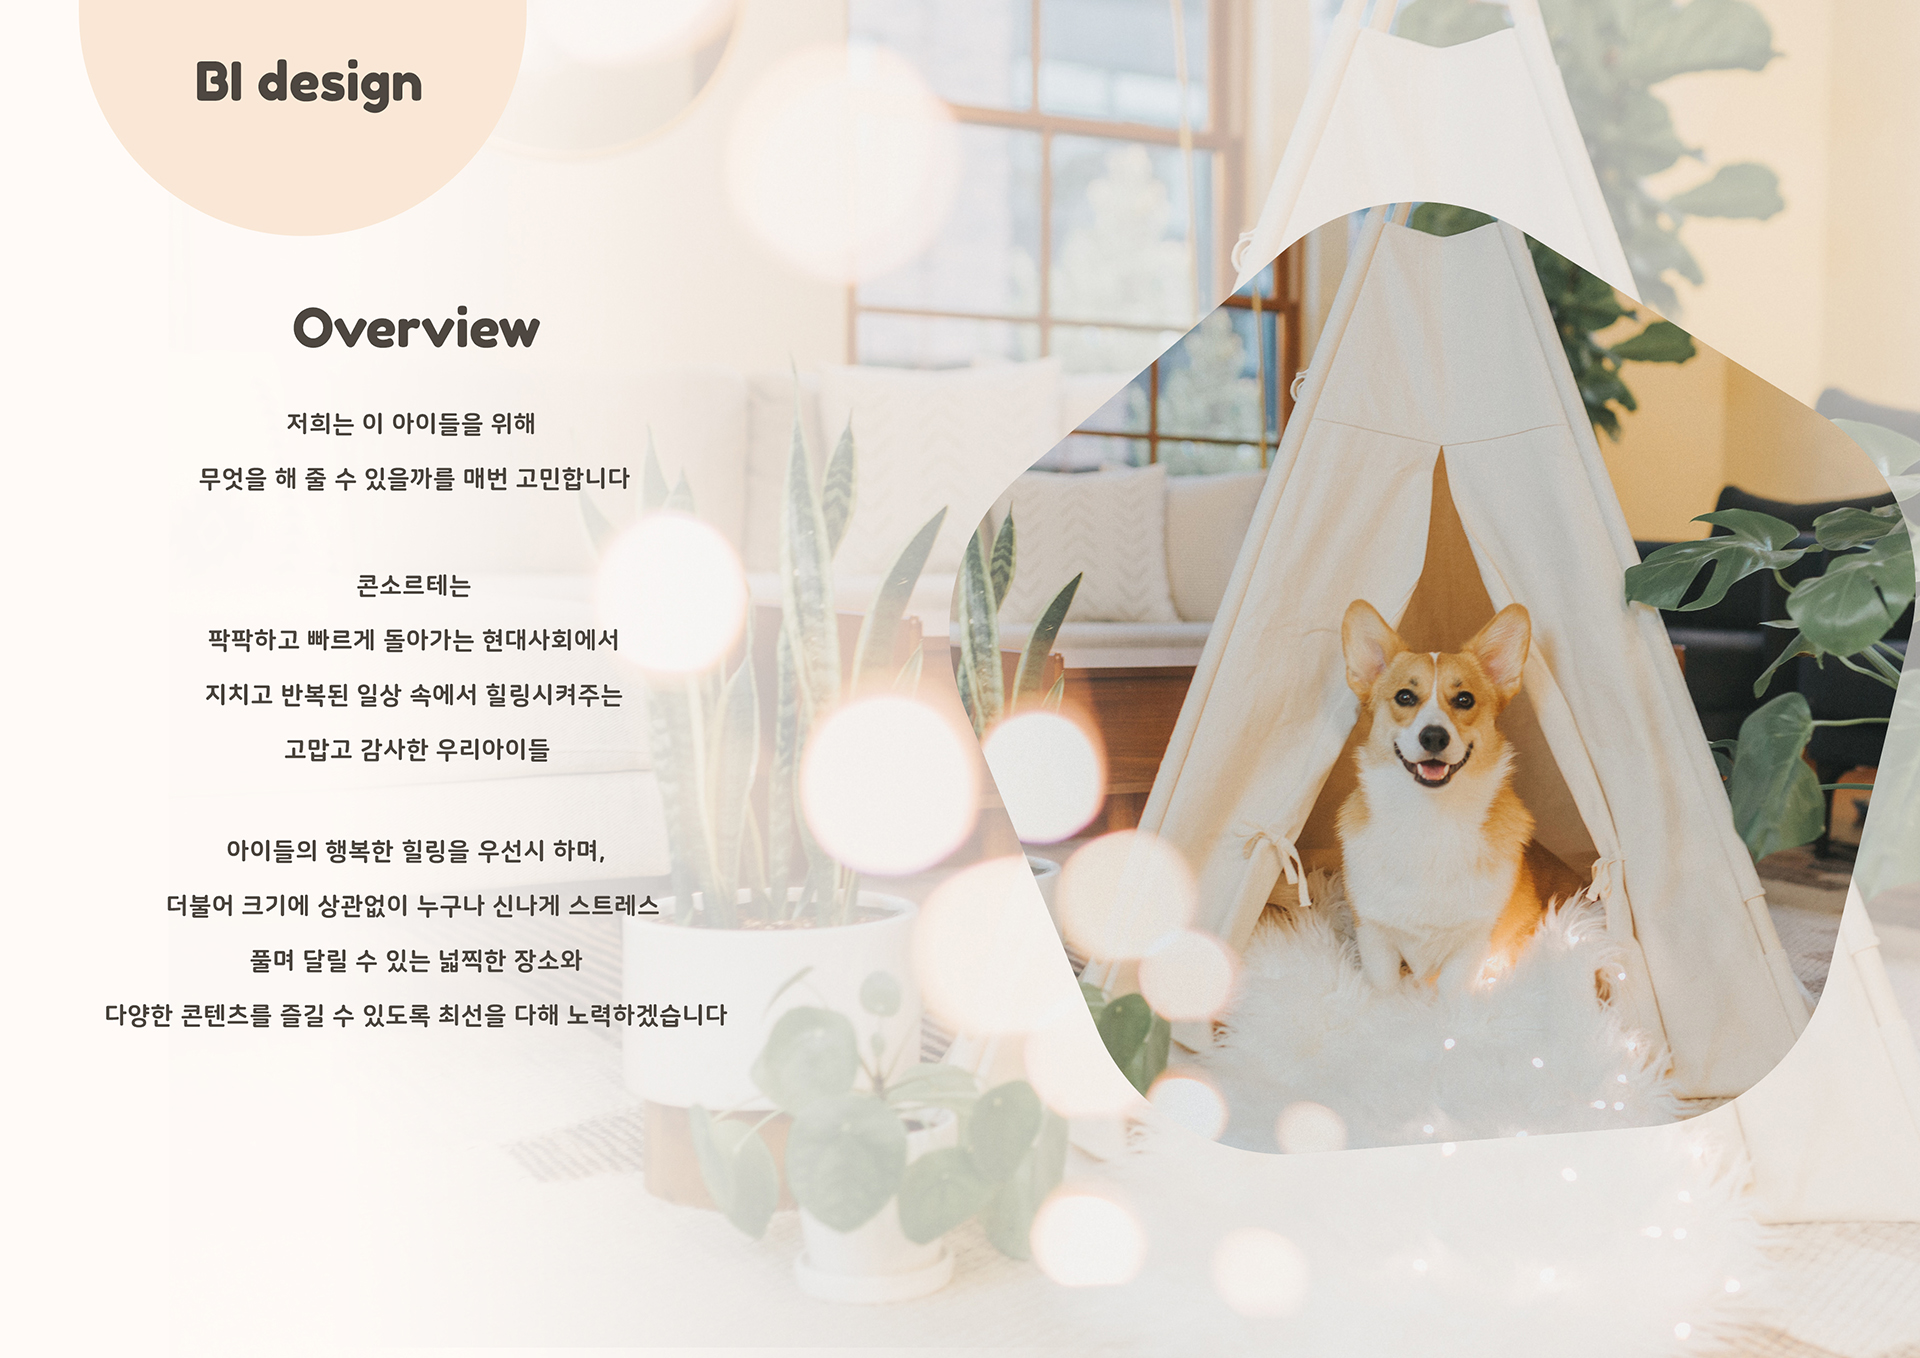 BI design
Overview
저희는 이 아이들을 위해
무엇을 해 줄 수 있을까를 매번 고민합니다
콘소르테는
팍팍하고 빠르게 돌아가는 현대사회에서
지치고 반복된 일상 속에서 힐링시켜주는
고맙고 감사한 우리아이들
아이들의 행복한 힐링을 우선시 하며,
더불어 크기에 상관없이 누구나 신나게 스트레스
풀며 달릴 수 있는 넓찍한 장소와
다양한 콘텐츠를 즐길 수 있도록 최선을 다해 노력하겠습니다